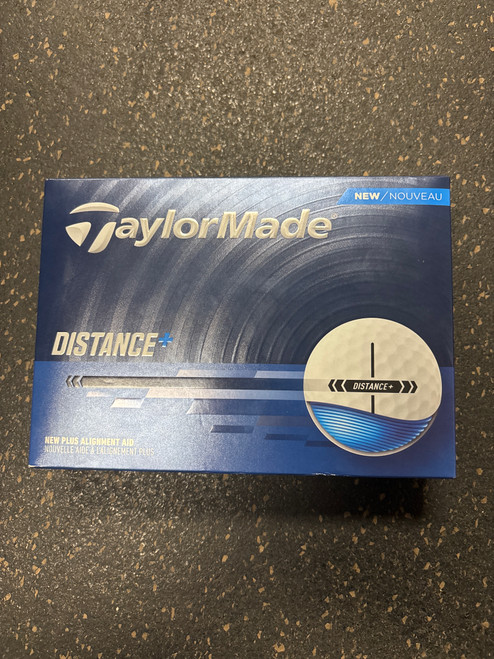 NEW/NOUVEAU
TaylorMade
DISTANCE+
DISTANCE+
NEW PLUS ALIGNMENT AID
NOUVELLE AIDE À L'ALIGNEMENT PLUS